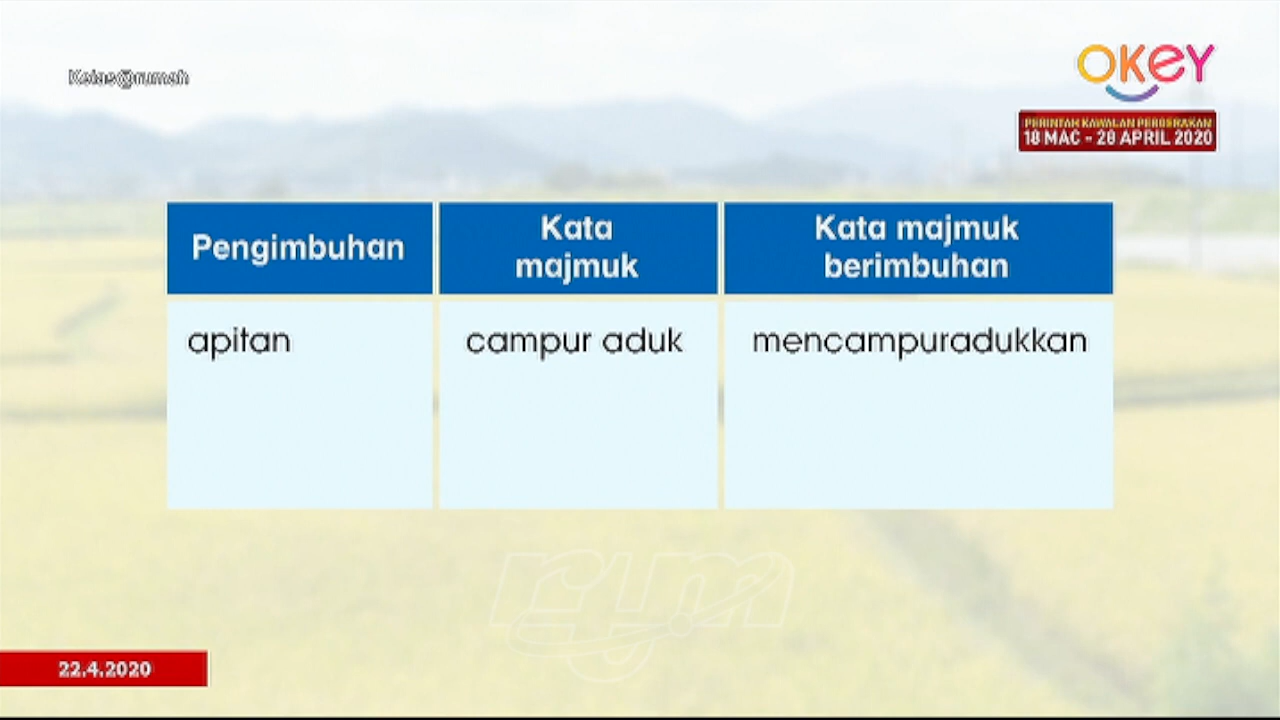 Kelas@rumah
OKEY
PERINTAH KAWALAN PERGERAKAN
18 MAC - 28 APRIL 2020
Pengimbuhan
Kata
majmuk
Kata majmuk
berimbuhan
apitan
campur aduk
mencampuradukkan
rtm
22.4.2020